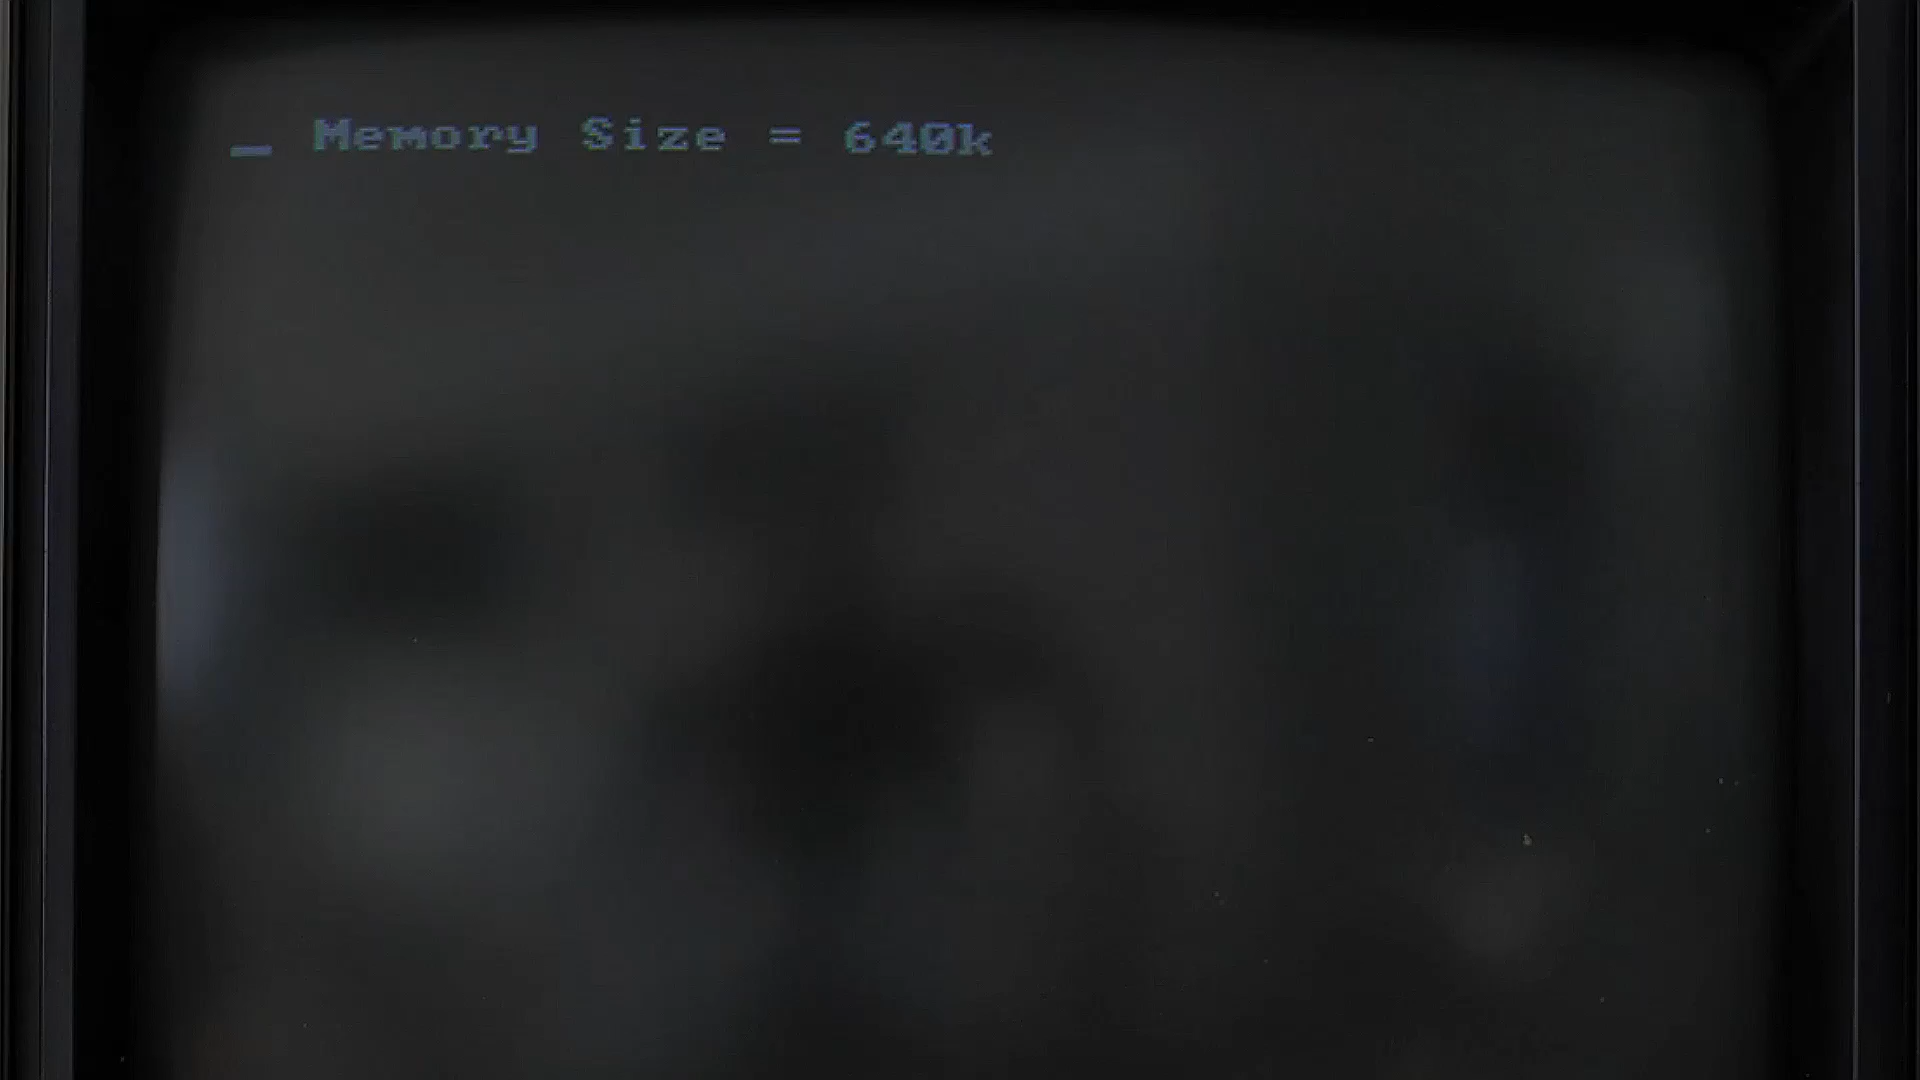 _ Memory Size = 640k